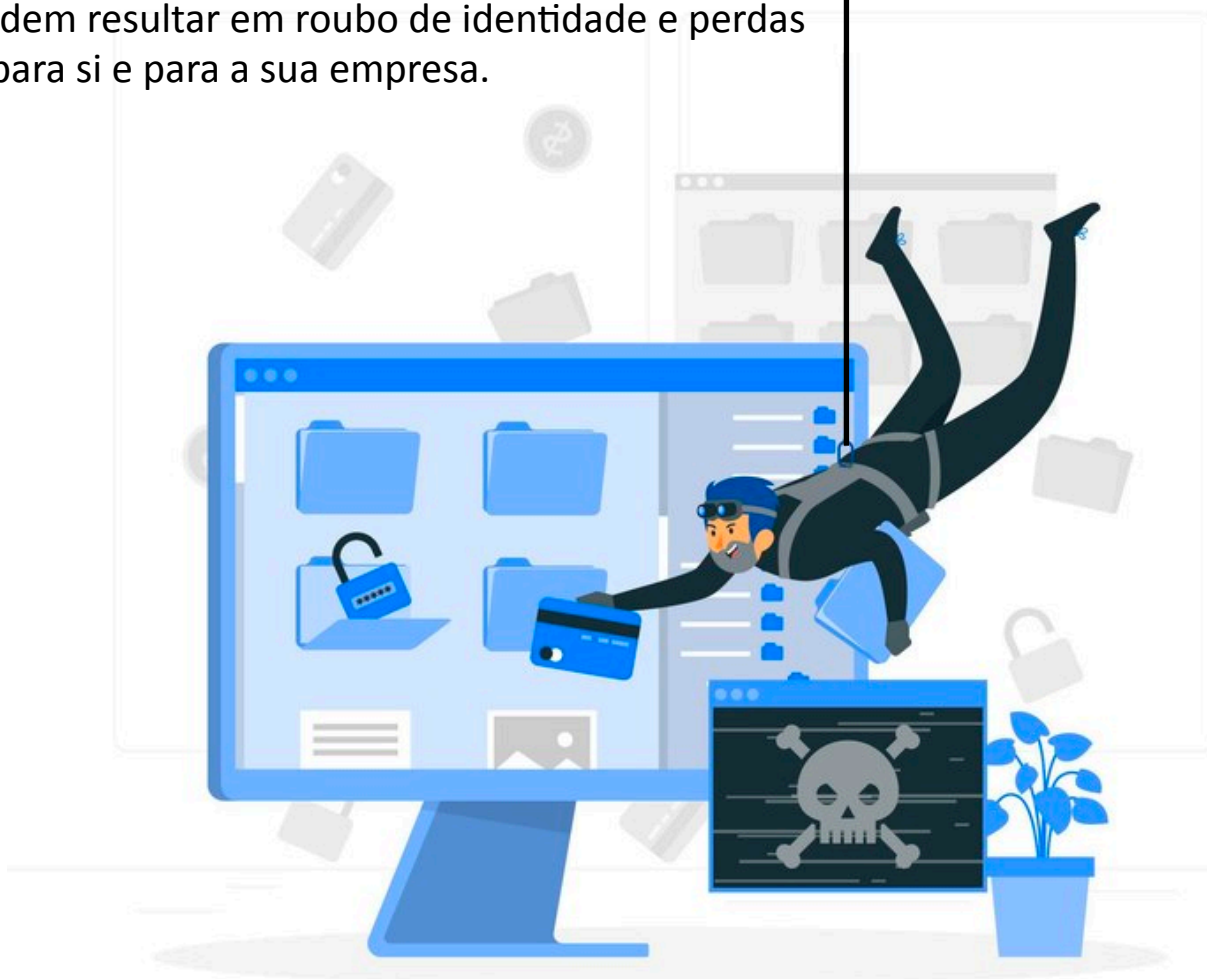 dem resultar em roubo de identidade e perdas
para si e para a sua empresa.